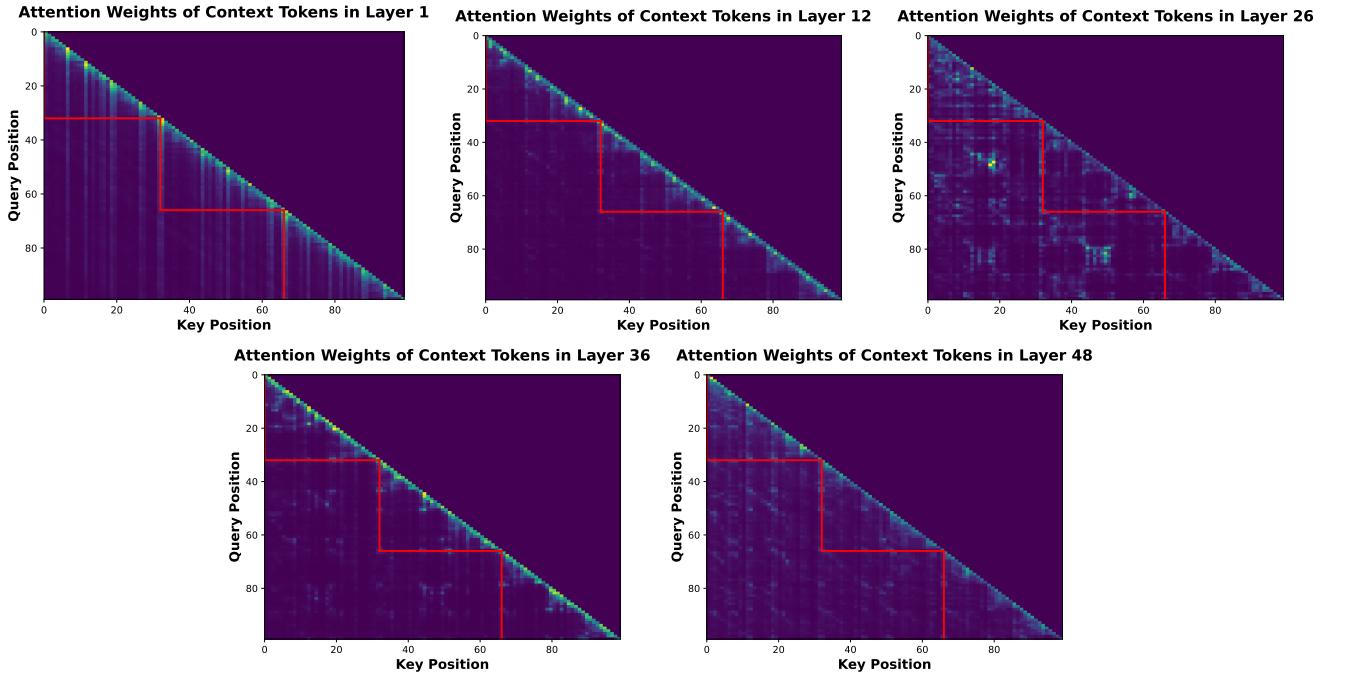 Attention Weights of Context Tokens in Layer 1
0
20
40
60
80
Query Position
0 20 40 60 80
Key Position
Attention Weights of Context Tokens in Layer 12
0
20
40
60
80
Query Position
0 20 40 60 80
Key Position
Attention Weights of Context Tokens in Layer 26
0
20
40
60
80
Query Position
0 20 40 60 80
Key Position
Attention Weights of Context Tokens in Layer 36
0
20
40
60
80
Query Position
0 20 40 60 80
Key Position
Attention Weights of Context Tokens in Layer 48
0
20
40
60
80
Query Position
0 20 40 60 80
Key Position